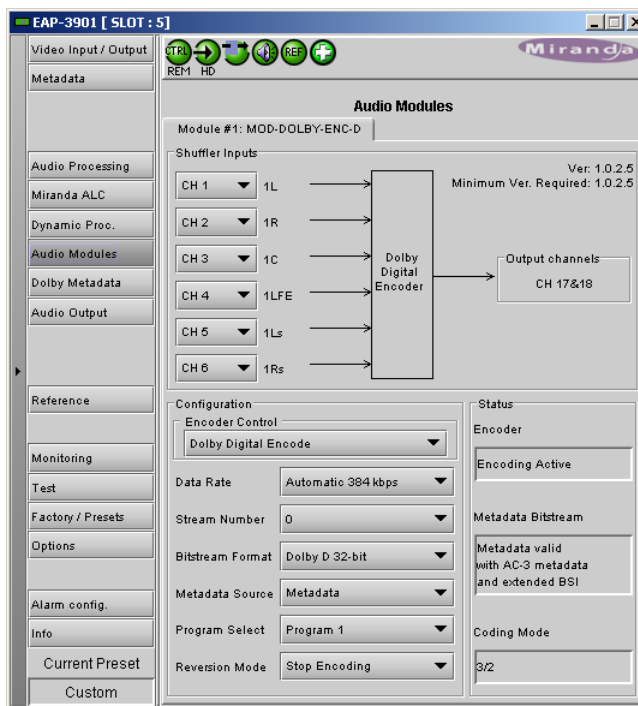 EAP-3901 [ SLOT : 5]
Video Input / Output
Metadata
Audio Processing
Miranda ALC
Dynamic Proc.
Audio Modules
Dolby Metadata
Audio Output
Reference
Monitoring
Test
Factory / Presets
Options
Alarm config.
Info
Current Preset
Custom
CTRL
REF
REM HD
Miranda
Audio Modules
Module #1: MOD-DOLBY-ENC-D
Shuffler Inputs
Ver: 1.0.2.5
Minimum Ver. Required: 1.0.2.5
CH 1 1L
CH 2 1R
CH 3 1C
CH 4 1LFE
CH 5 1Ls
CH 6 1Rs
Dolby
Digital
Encoder
Output channels
CH 17&18
Configuration
Encoder Control
Dolby Digital Encode
Data Rate Automatic 384 kbps
Stream Number 0
Bitstream Format Dolby D 32-bit
Metadata Source Metadata
Program Select Program 1
Reversion Mode Stop Encoding
Status
Encoder
Encoding Active
Metadata Bitstream
Metadata valid
with AC-3 metadata
and extended BSI
Coding Mode
3/2